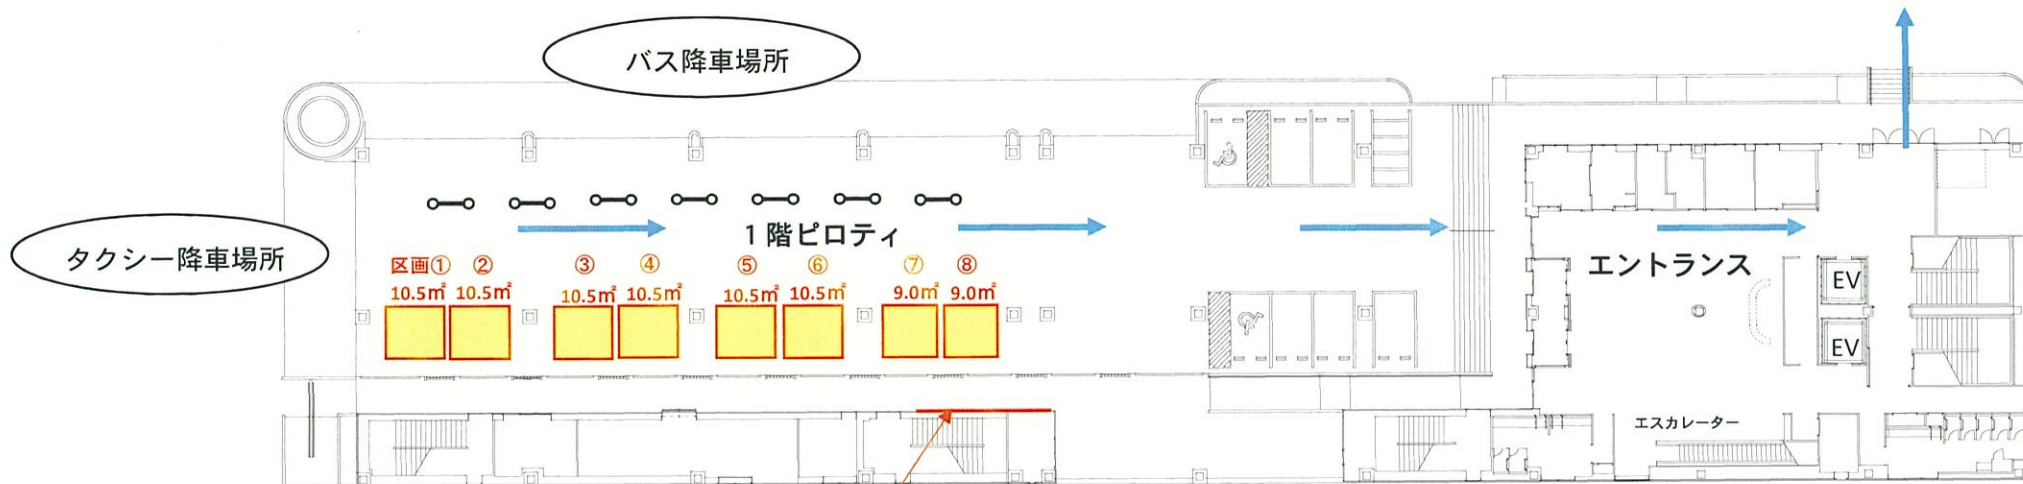 バス降車場所
タクシー降車場所
1階ピロティ
区画① ② ③ ④ ⑤ ⑥ ⑦ ⑧
10.5㎡ 10.5㎡ 10.5㎡ 10.5㎡ 10.5㎡ 10.5㎡ 9.0㎡ 9.0㎡
エントランス
EV
EV
エスカレーター